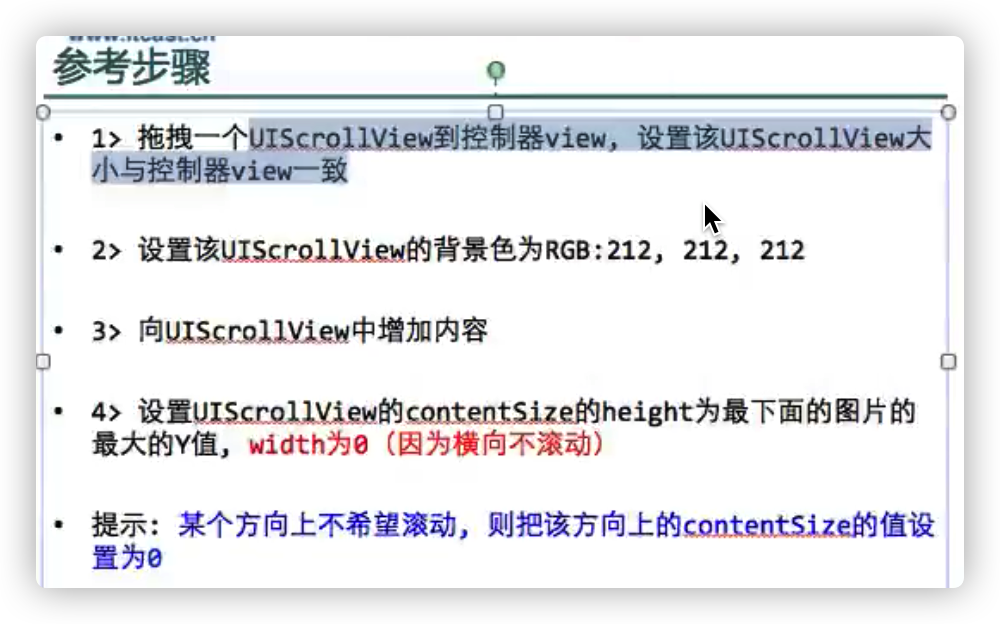 www.itcast.cn
参考步骤
• 1> 拖拽一个UIScrollView到控制器view, 设置该UIScrollView大
小与控制器view一致
• 2> 设置该UIScrollView的背景色为RGB:212, 212, 212
• 3> 向UIScrollView中增加内容
• 4> 设置UIScrollView的contentSize的height为最下面的图片的
最大的Y值, width为0（因为横向不滚动）
• 提示: 某个方向上不希望滚动, 则把该方向上的contentSize的值设
置为0